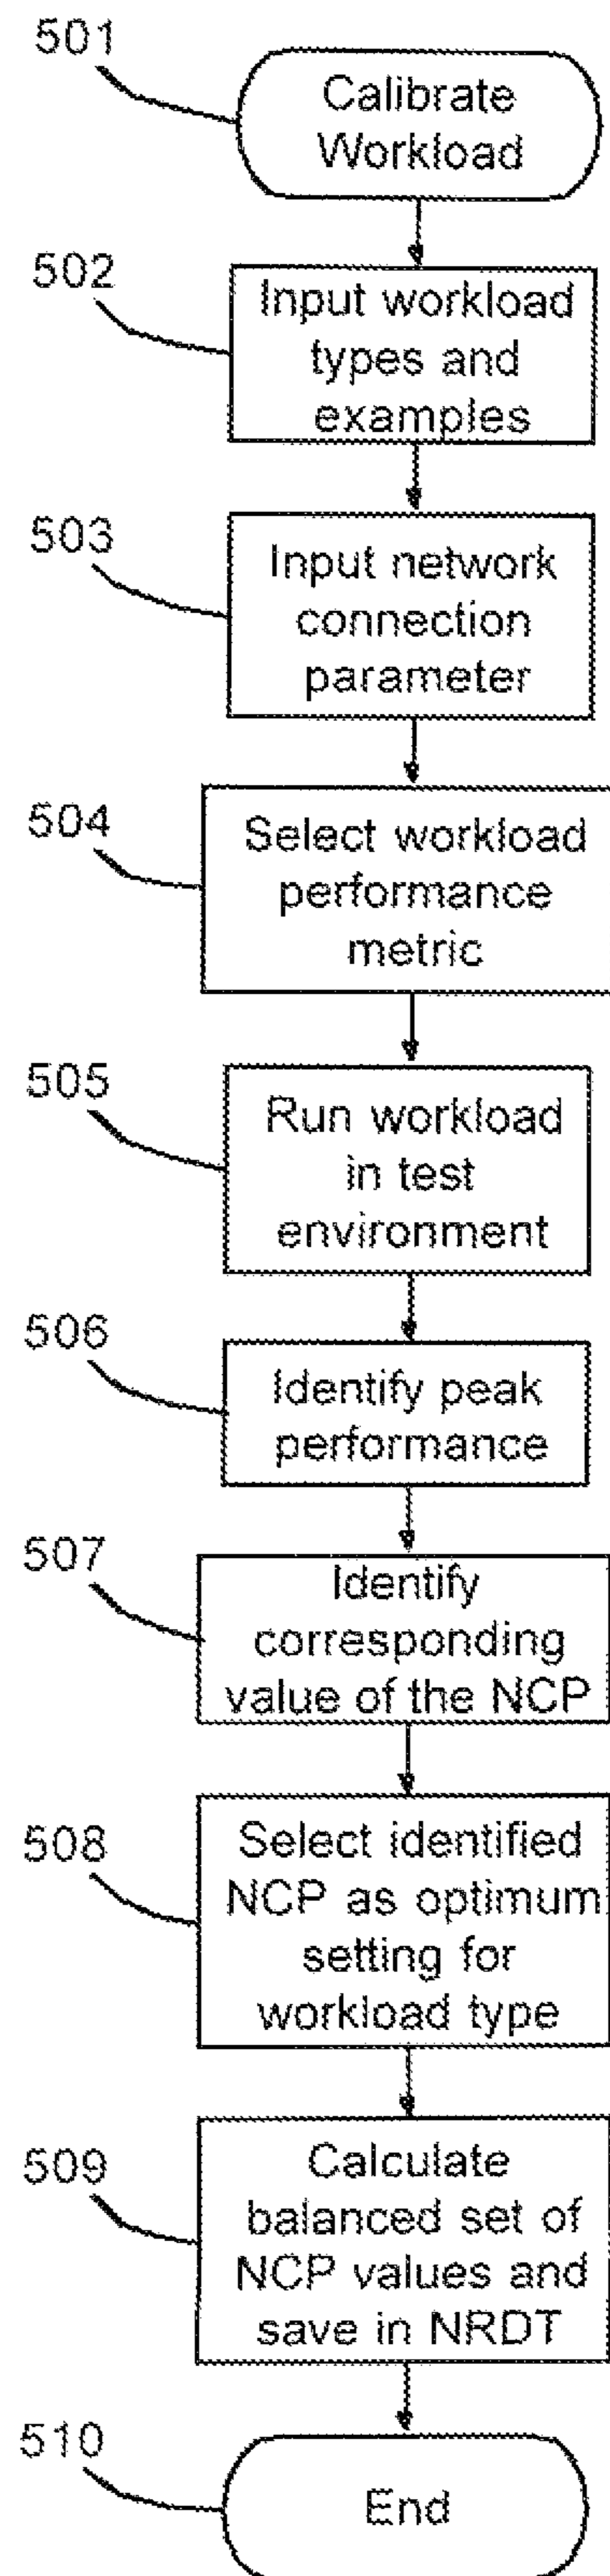 501
Calibrate
Workload
502
Input workload
types and
examples
503
Input network
connection
parameter
504
Select workload
performance
metric
505
Run workload
in test
environment
506
Identify peak
performance
507
Identify
corresponding
value of the NCP
508
Select identified
NCP as optimum
setting for
workload type
509
Calculate
balanced set of
NCP values and
save in NRDT
510
End